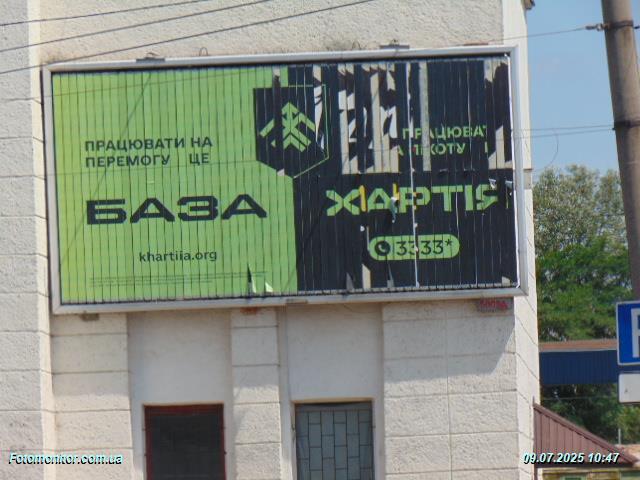 ПРАЦЮВАТИ НА
ПЕРЕМОГУ ЦЕ
БАЗА
khartiia.org
ХАРТІЯ
3333*
Fotomonitor.com.ua
09.07.2025 10:47